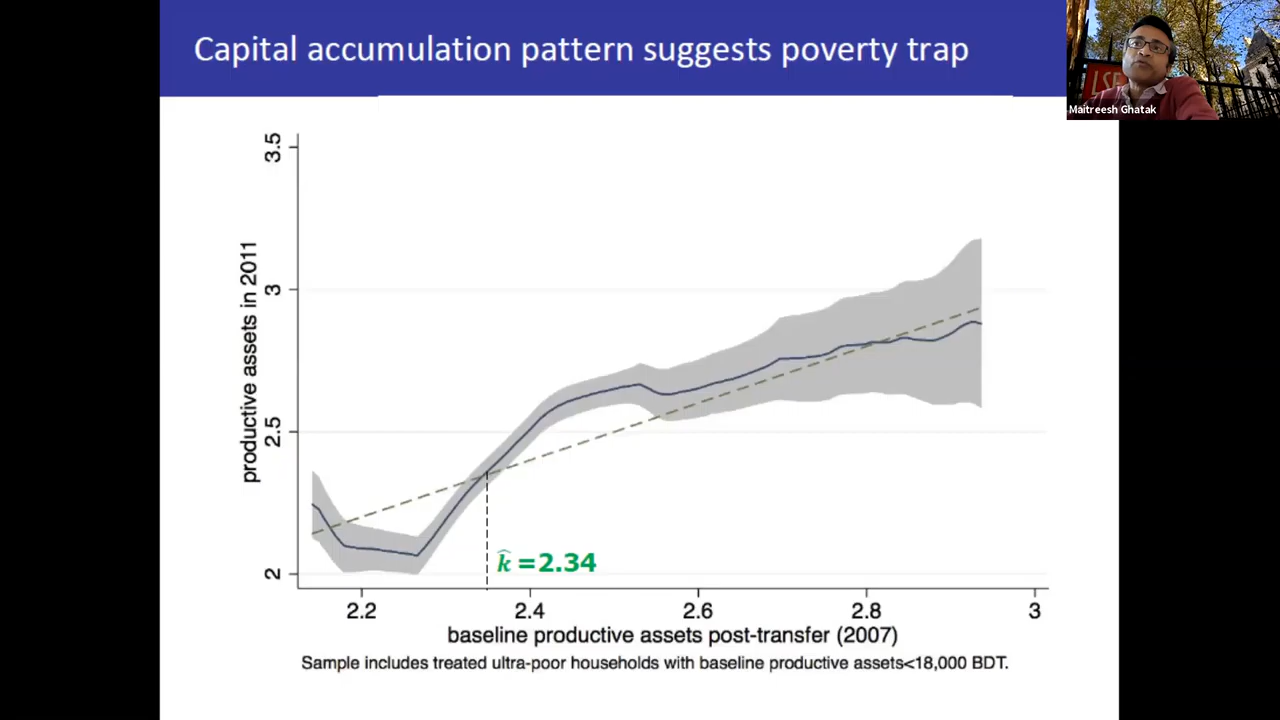 Capital accumulation pattern suggests poverty trap
LSE
Maitreesh Ghatak
productive assets in 2011
3.5
3
2.5
2
k̂ =2.34
2.2 2.4 2.6 2.8 3
baseline productive assets post-transfer (2007)
Sample includes treated ultra-poor households with baseline productive assets<18,000 BDT.